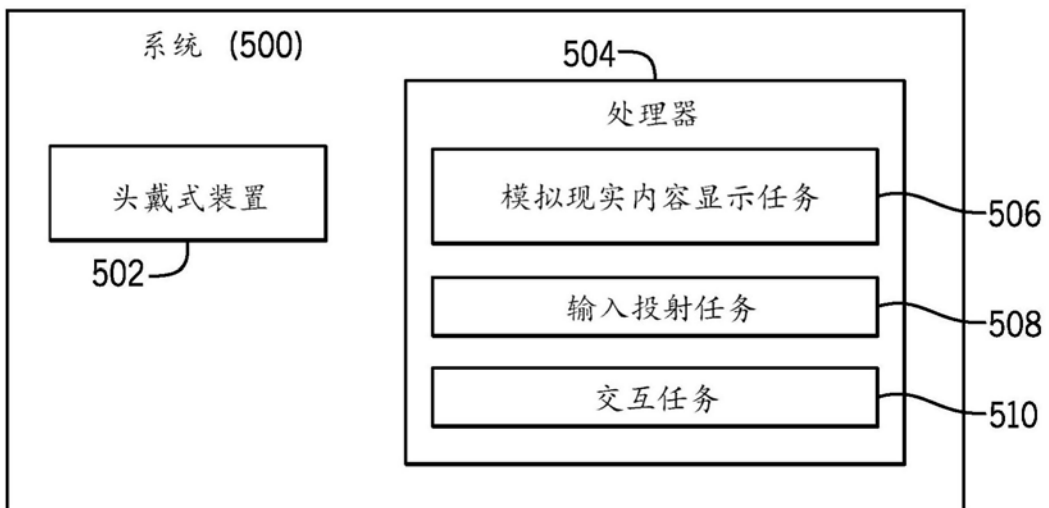 系统 (500)
504
处理器
头戴式装置
502
模拟现实内容显示任务
506
输入投射任务
508
交互任务
510